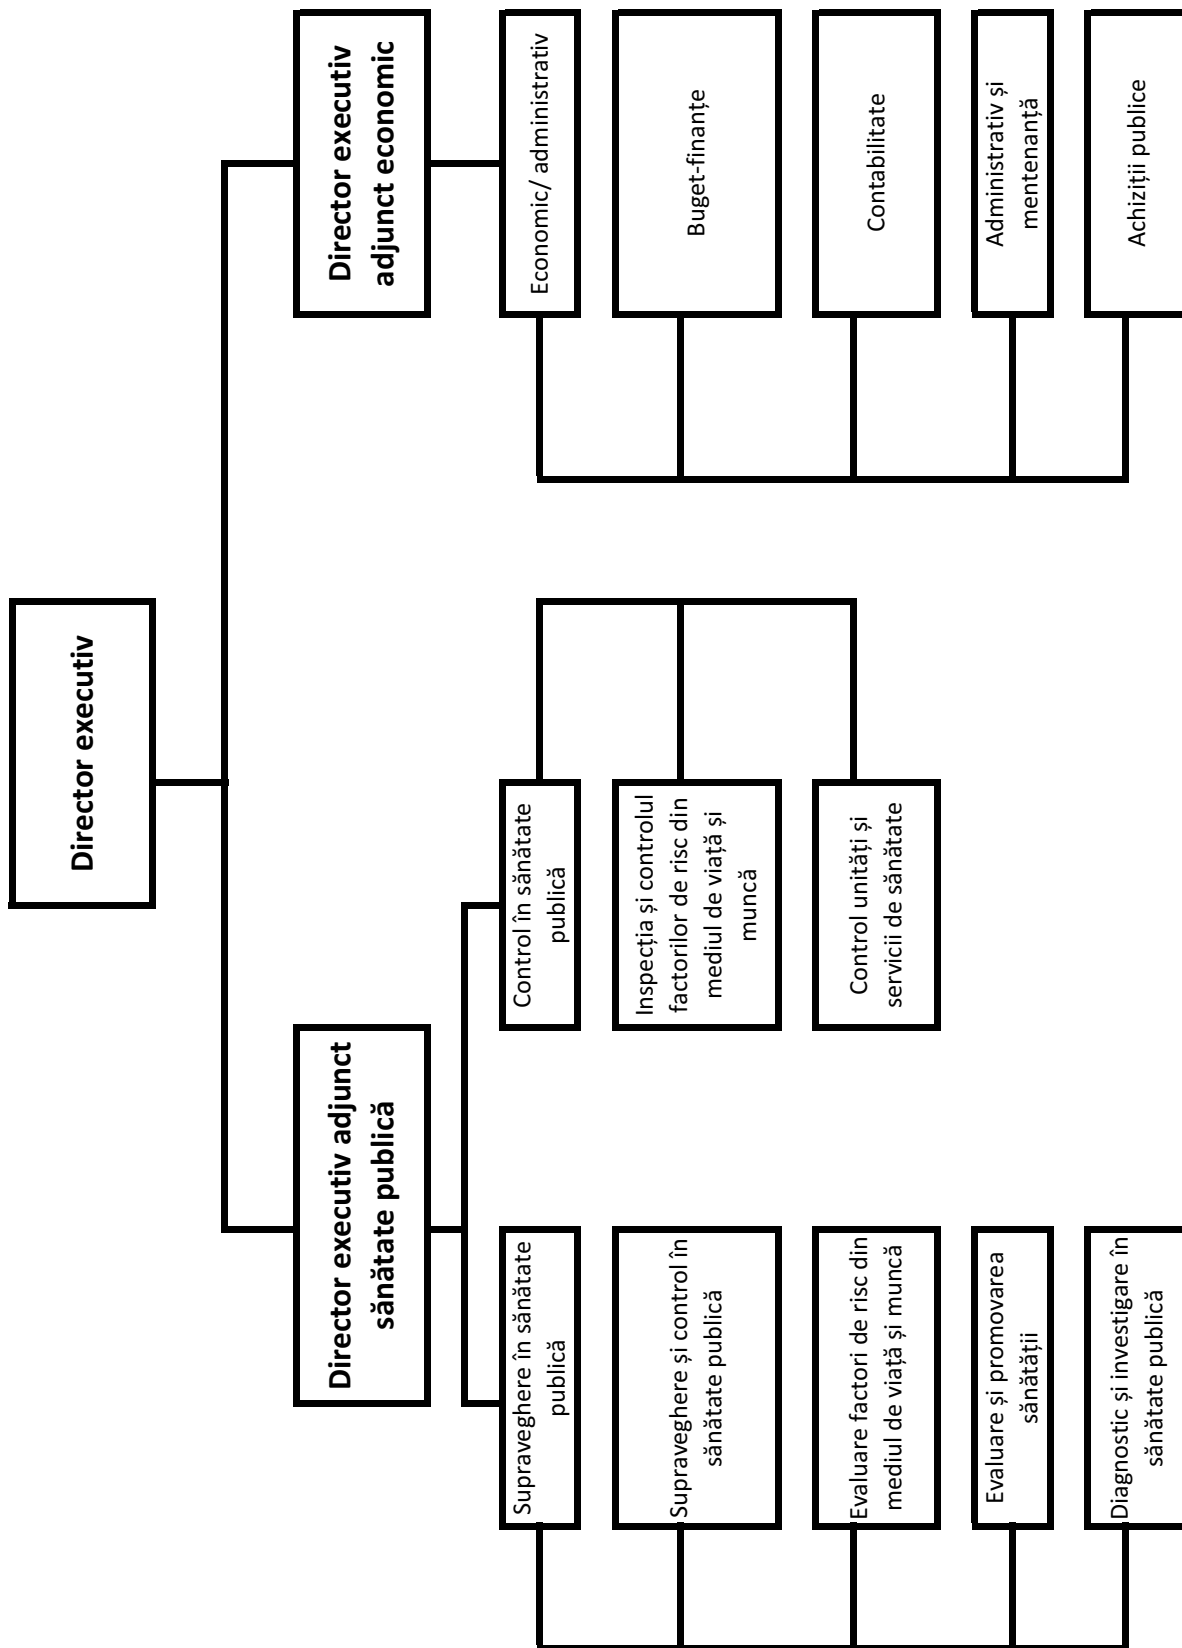 Director executiv
Director executiv adjunct
sănătate publică
Director executiv
adjunct economic
Supraveghere în sănătate
publică
Control în sănătate
publică
Economic/ administrativ
Supraveghere și control în
sănătate publică
Inspecția și controlul
factorilor de risc din
mediul de viață și
muncă
Buget-finanțe
Evaluare factori de risc din
mediul de viață și muncă
Control unități și
servicii de sănătate
Contabilitate
Evaluare și promovarea
sănătății
Administrativ și
mentenanță
Diagnostic și investigare în
sănătate publică
Achiziții publice